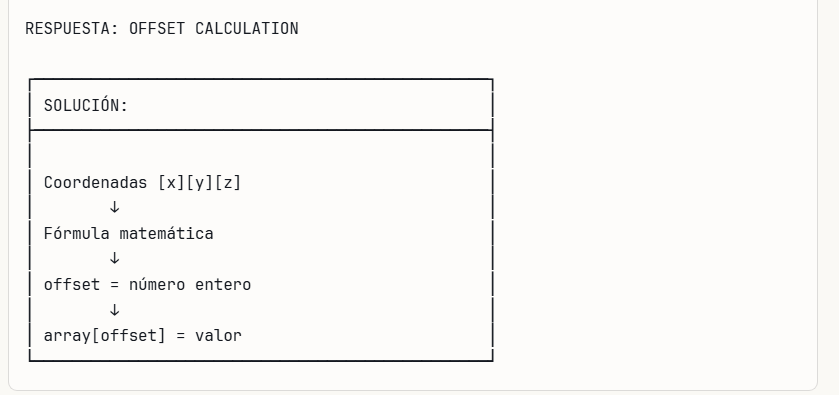 RESPUESTA: OFFSET CALCULATION
SOLUCIÓN:
Coordenadas [x][y][z]
↓
Fórmula matemática
↓
offset = número entero
↓
array[offset] = valor